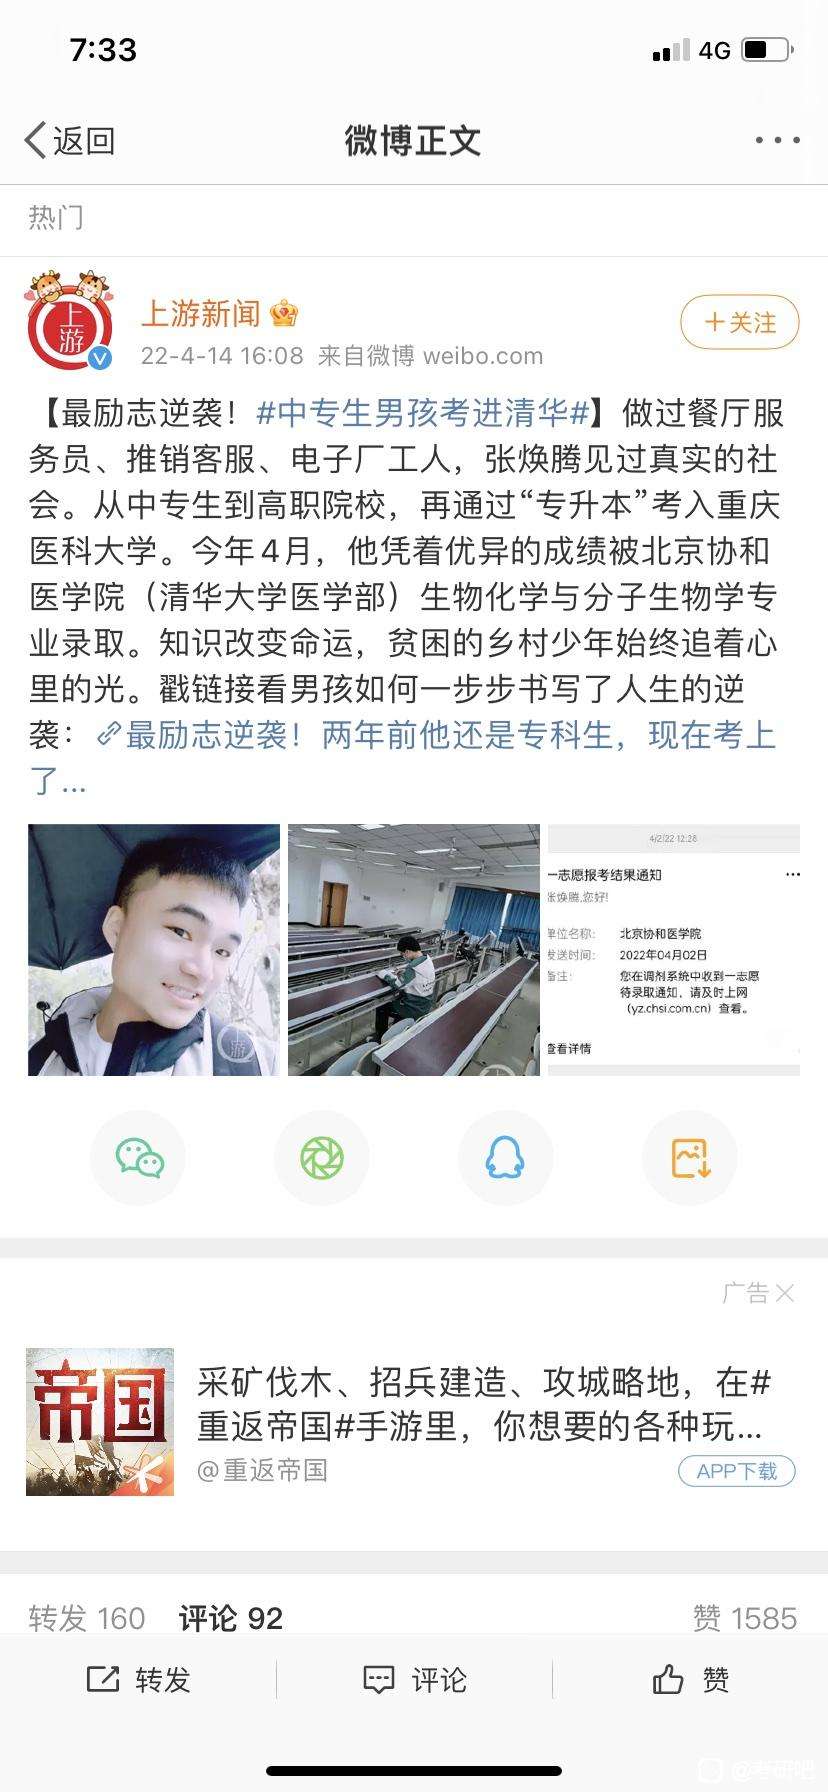 7:33
4G
返回
微博正文
热门
上游
上游新闻
22-4-14 16:08 来自微博 weibo.com
+关注
【最励志逆袭！#中专生男孩考进清华#】做过餐厅服
务员、推销客服、电子厂工人，张焕腾见过真实的社
会。从中专生到高职院校，再通过“专升本”考入重庆
医科大学。今年4月，他凭着优异的成绩被北京协和
医学院（清华大学医学部）生物化学与分子生物学专
业录取。知识改变命运，贫困的乡村少年始终追着心
里的光。戳链接看男孩如何一步步书写了人生的逆
袭：最励志逆袭！两年前他还是专科生，现在考上
了...
4/2/22 12:28
一志愿报考结果通知
张焕腾,您好!
单位名称: 北京协和医学院
发送时间: 2022年04月02日
备注: 您在调剂系统中收到一志愿
待录取通知，请及时上网
（yz.chsi.com.cn）查看。
查看详情
广告
帝国
采矿伐木、招兵建造、攻城略地，在#
重返帝国#手游里，你想要的各种玩...
@重返帝国
APP下载
转发 160 评论 92 赞 1585
转发 评论 赞
@考研吧